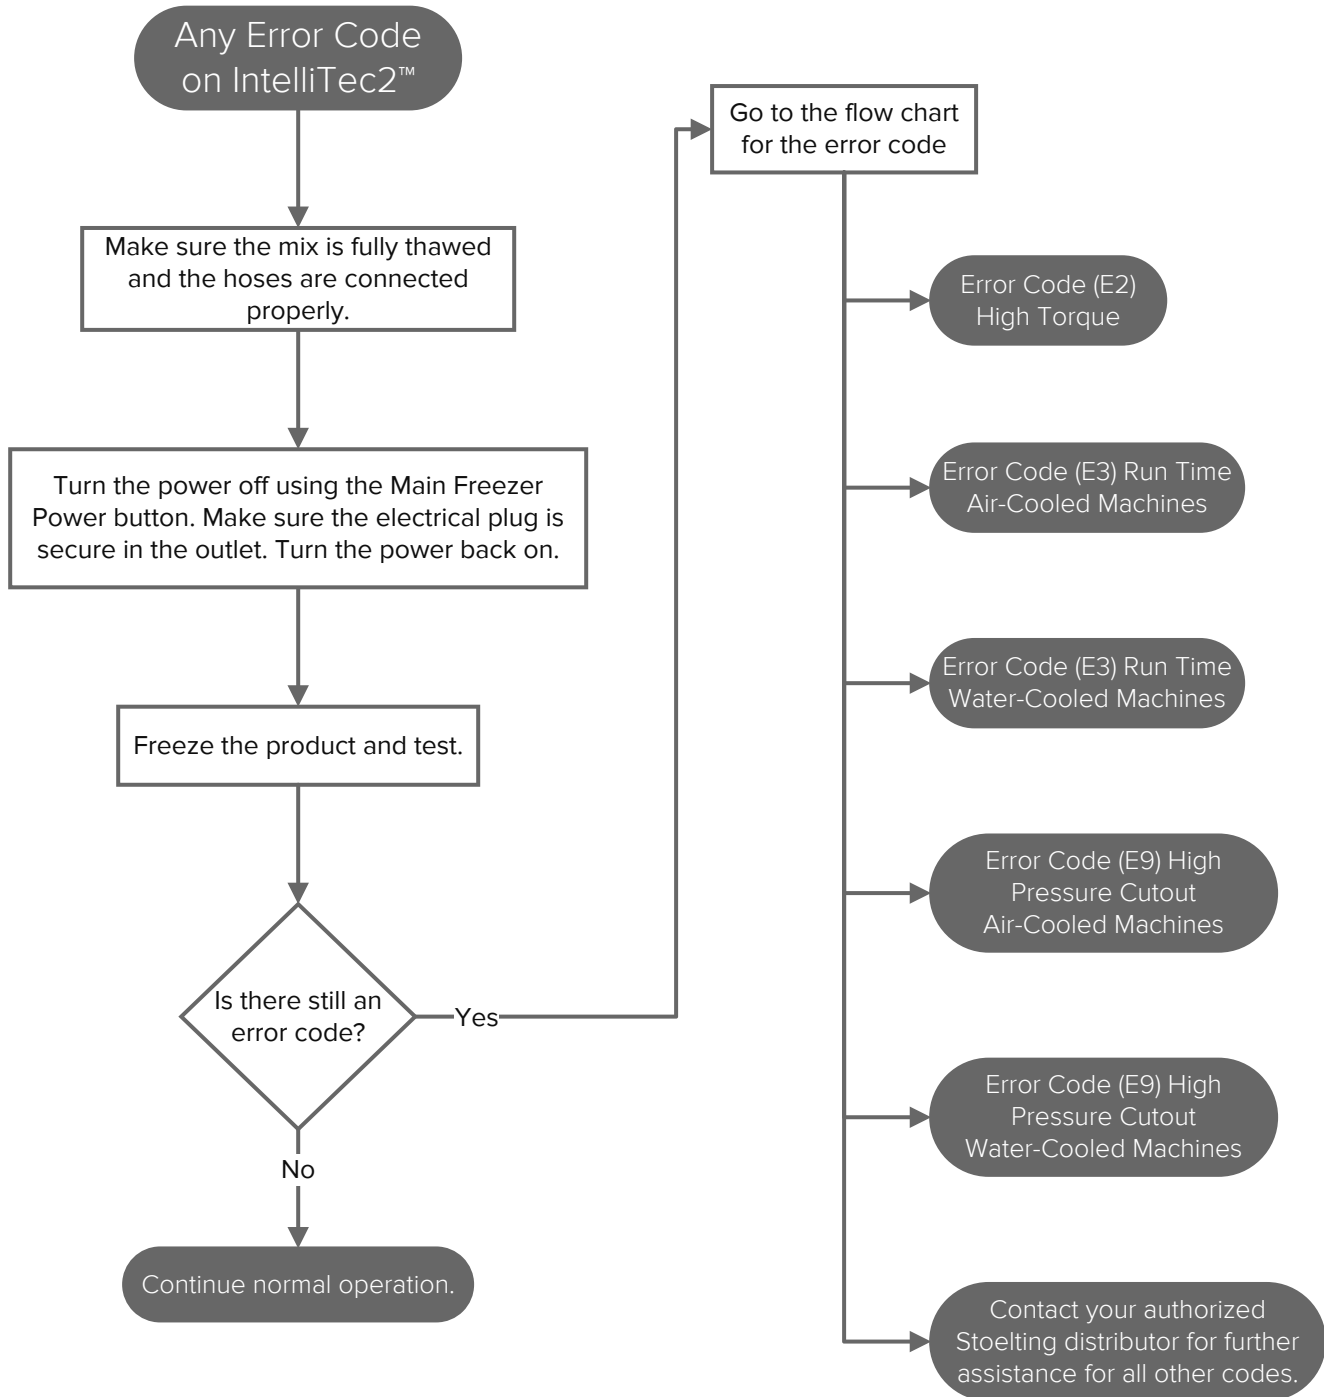 Any Error Code
on IntelliTec2™
Make sure the mix is fully thawed
and the hoses are connected
properly.
Turn the power off using the Main Freezer
Power button. Make sure the electrical plug is
secure in the outlet. Turn the power back on.
Freeze the product and test.
Is there still an
error code?
Yes
No
Continue normal operation.
Go to the flow chart
for the error code
Error Code (E2)
High Torque
Error Code (E3) Run Time
Air-Cooled Machines
Error Code (E3) Run Time
Water-Cooled Machines
Error Code (E9) High
Pressure Cutout
Air-Cooled Machines
Error Code (E9) High
Pressure Cutout
Water-Cooled Machines
Contact your authorized
Stoelting distributor for further
assistance for all other codes.